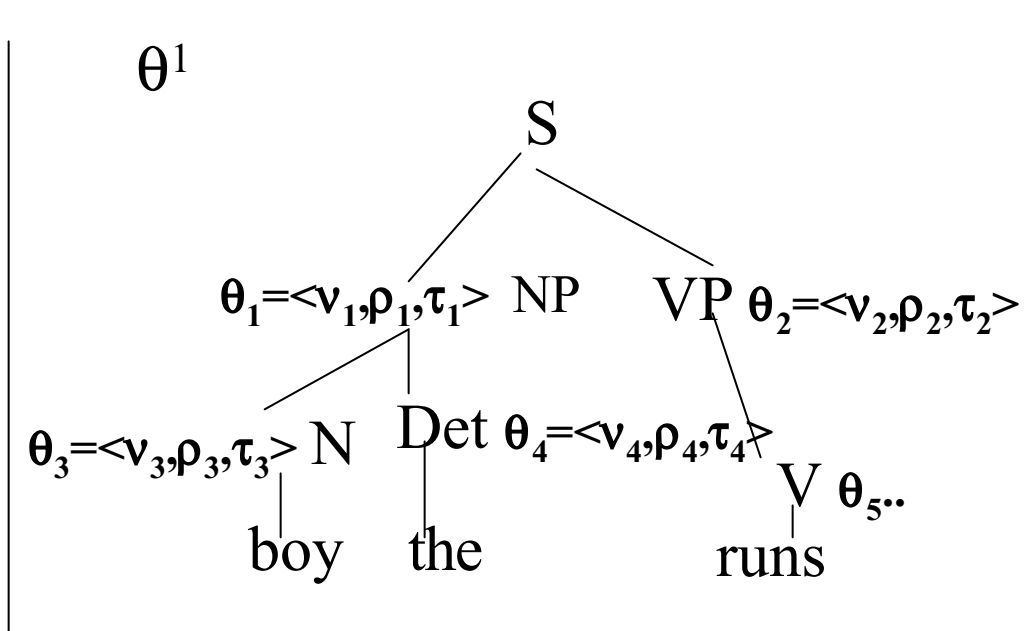 θ¹
S
θ₁=<ν₁,ρ₁,τ₁> NP VP θ₂=<ν₂,ρ₂,τ₂>
θ₃=<ν₃,ρ₃,τ₃> N Det θ₄=<ν₄,ρ₄,τ₄>
V θ₅..
boy the runs